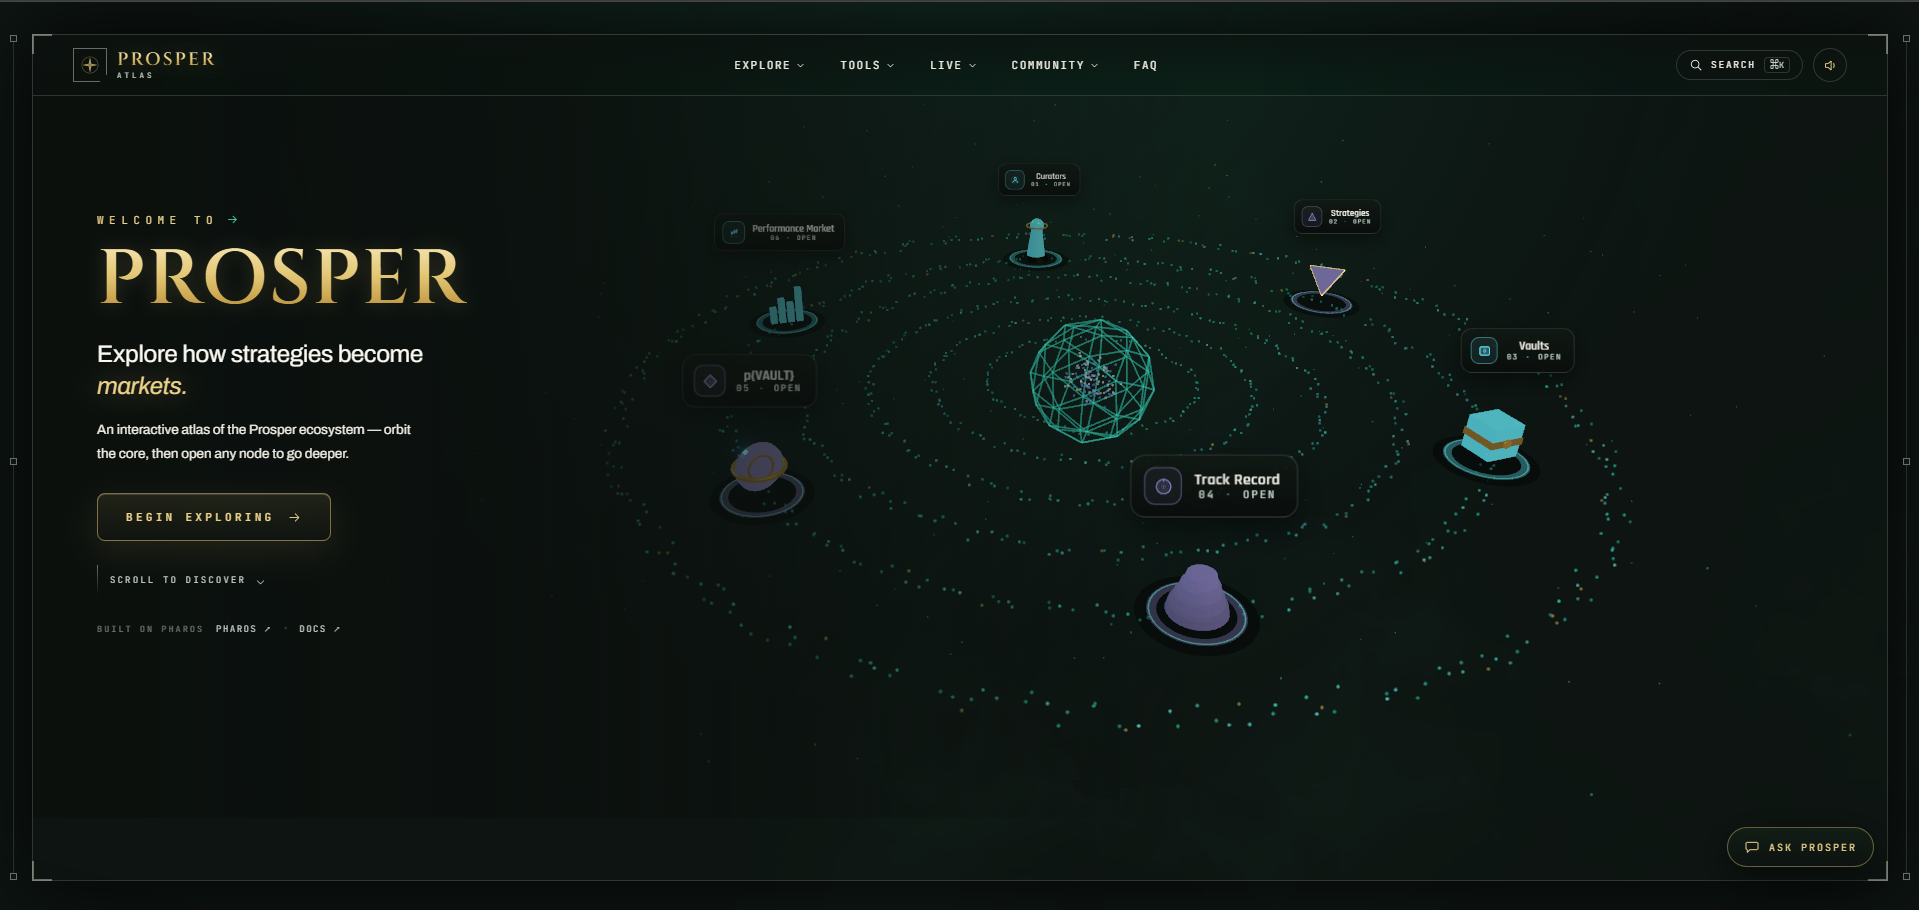 PROSPER
ATLAS
EXPLORE
TOOLS
LIVE
COMMUNITY
FAQ
SEARCH ⌘K
WELCOME TO →
PROSPER
Explore how strategies become
markets.
An interactive atlas of the Prosper ecosystem — orbit
the core, then open any node to go deeper.
BEGIN EXPLORING →
SCROLL TO DISCOVER
BUILT ON PHAROS PHAROS ↗ · DOCS ↗
Curators
01 · OPEN
Strategies
02 · OPEN
Performance Market
06 · OPEN
Vaults
03 · OPEN
p(VAULT)
05 · OPEN
Track Record
04 · OPEN
ASK PROSPER